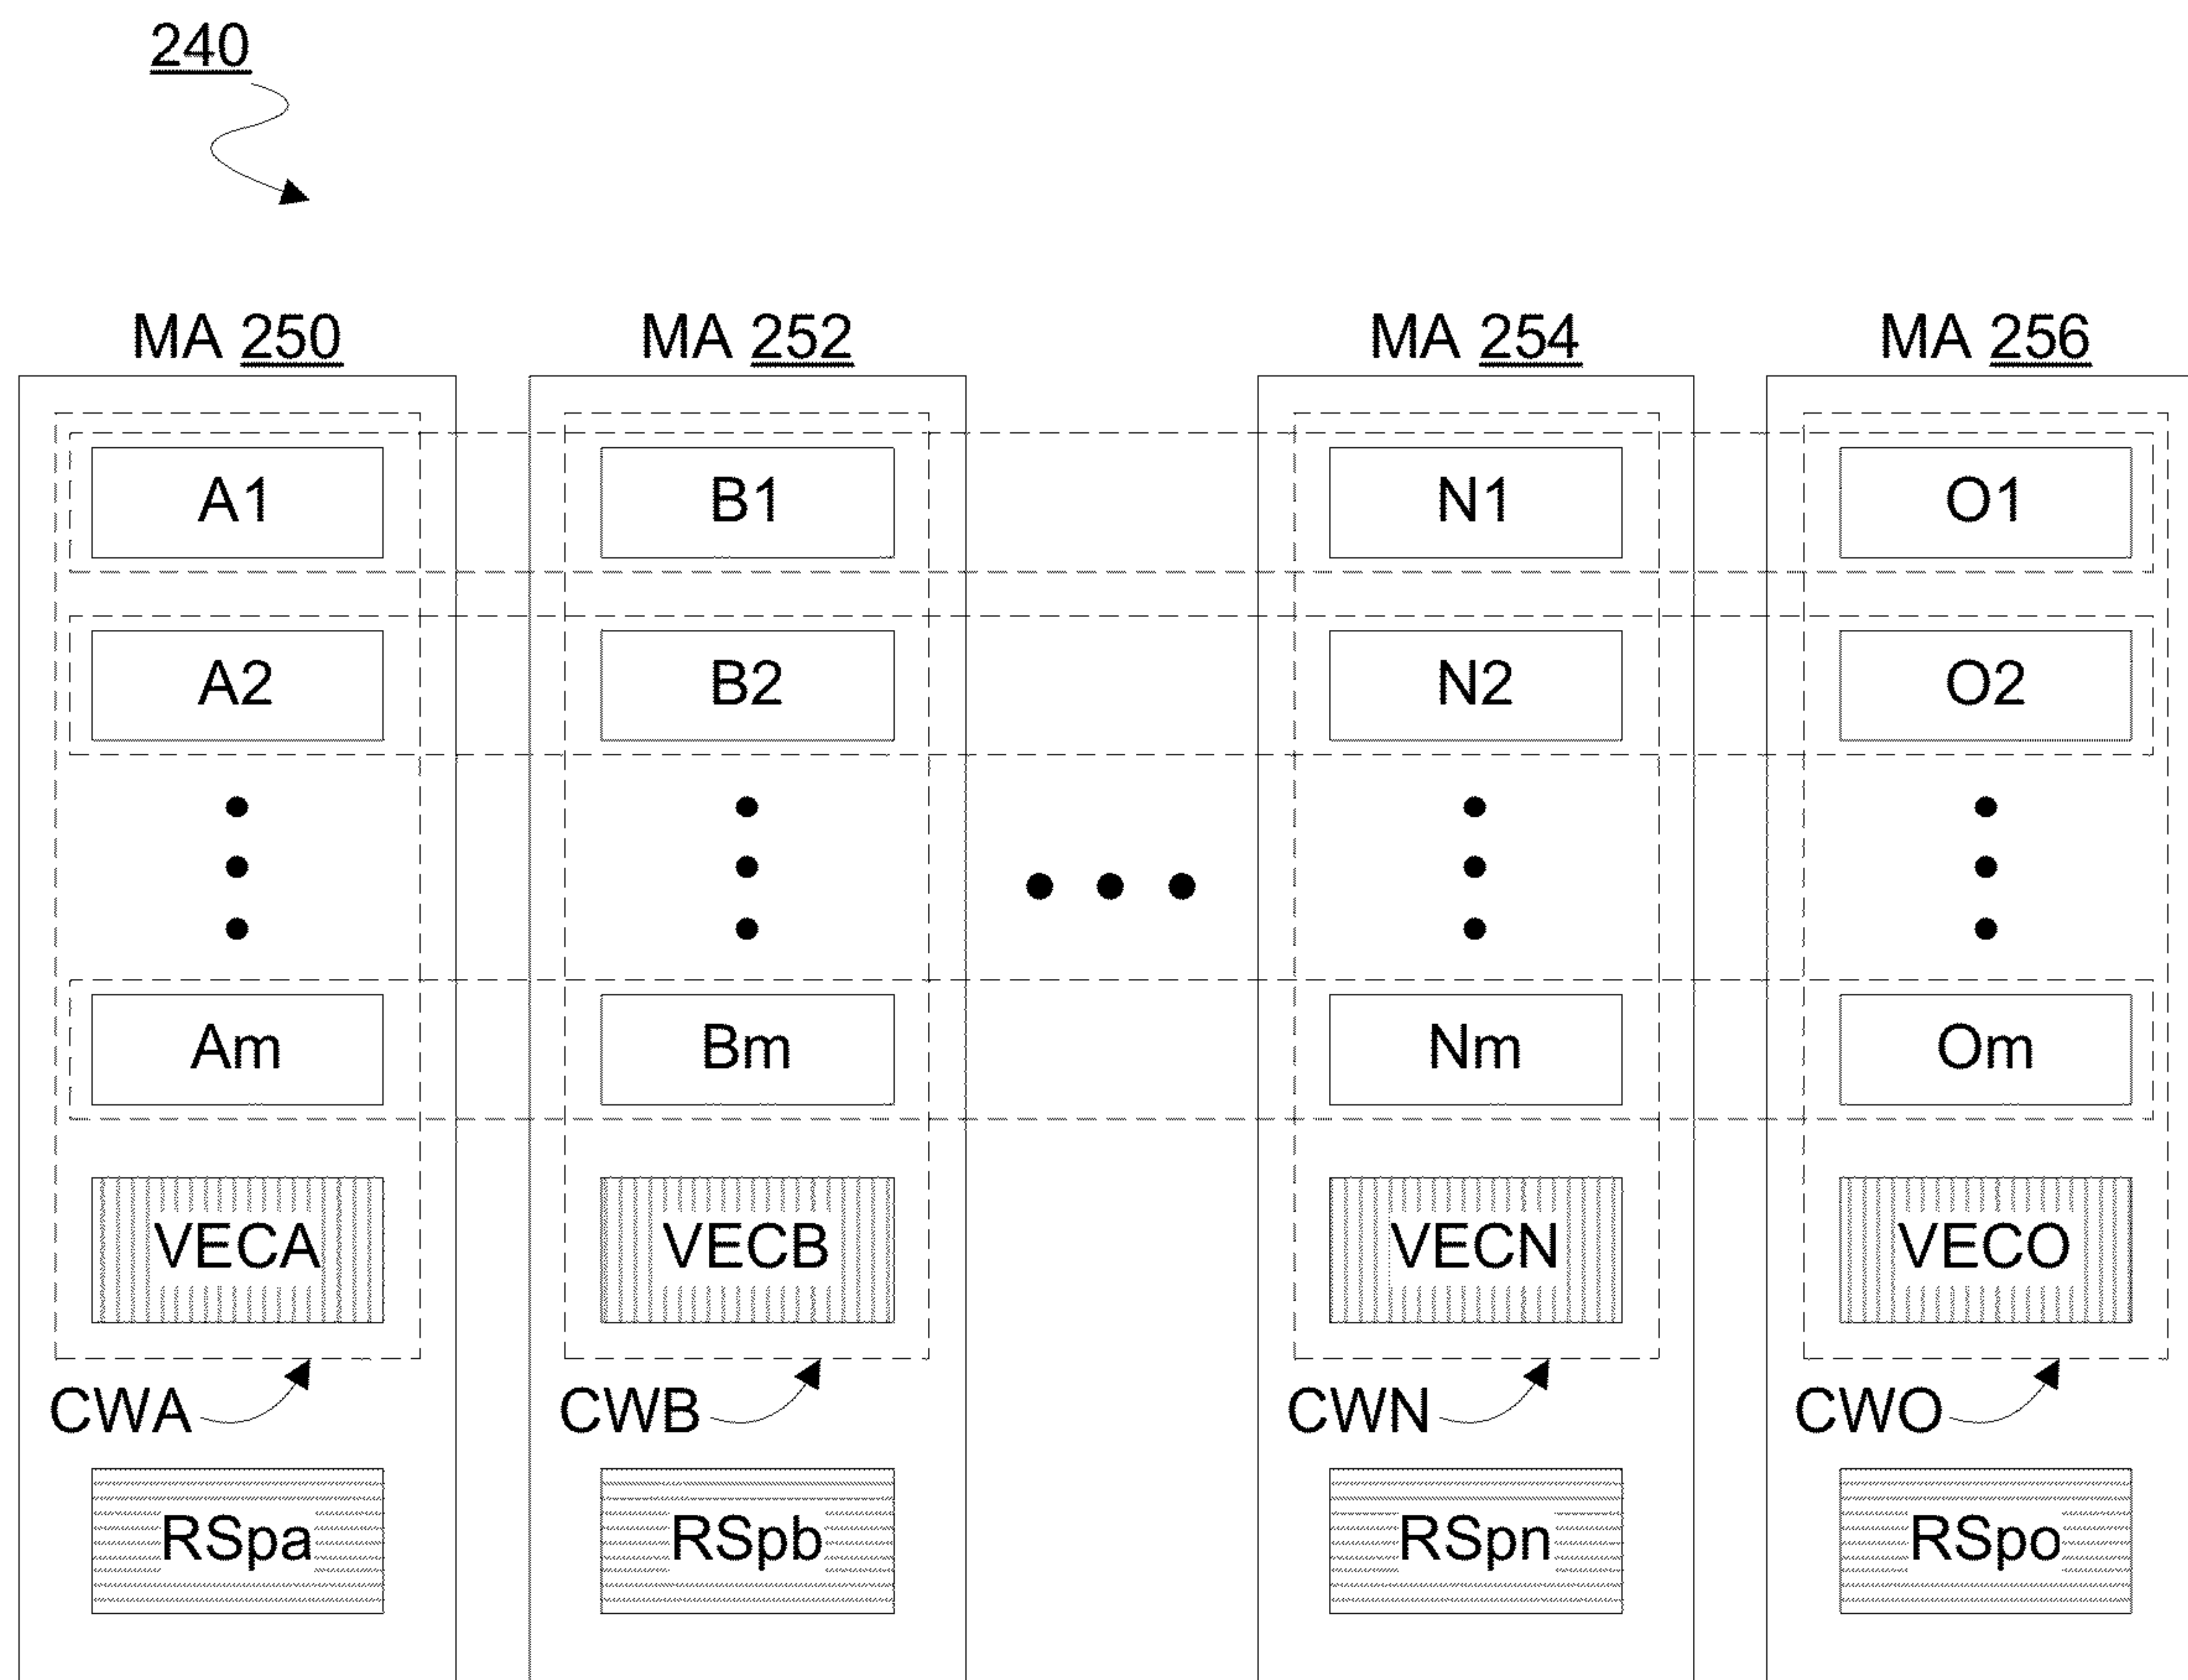 240
MA 250 MA 252 MA 254 MA 256
A1 B1 N1 O1
A2 B2 N2 O2
Am Bm Nm Om
VECA VECB VECN VECO
CWA CWB CWN CWO
RSpa RSpb RSpn RSpo